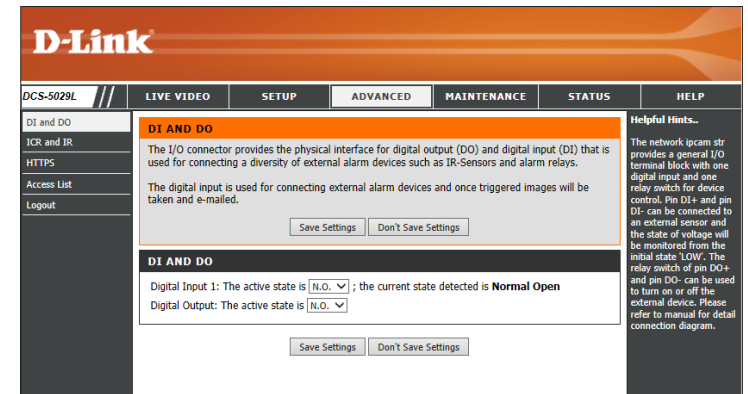 D-Link
DCS-5029L
LIVE VIDEO
SETUP
ADVANCED
MAINTENANCE
STATUS
HELP
DI and DO
ICR and IR
HTTPS
Access List
Logout
DI AND DO
The I/O connector provides the physical interface for digital output (DO) and digital input (DI) that is
used for connecting a diversity of external alarm devices such as IR-Sensors and alarm relays.
The digital input is used for connecting external alarm devices and once triggered images will be
taken and e-mailed.
Save Settings Don't Save Settings
DI AND DO
Digital Input 1: The active state is N.O. ; the current state detected is Normal Open
Digital Output: The active state is N.O.
Save Settings Don't Save Settings
Helpful Hints..
The network ipcam str
provides a general I/O
terminal block with one
digital input and one
relay switch for device
control. Pin DI+ and pin
DI- can be connected to
an external sensor and
the state of voltage will
be monitored from the
initial state 'LOW'. The
relay switch of pin DO+
and pin DO- can be used
to turn on or off the
external device. Please
refer to manual for detail
connection diagram.